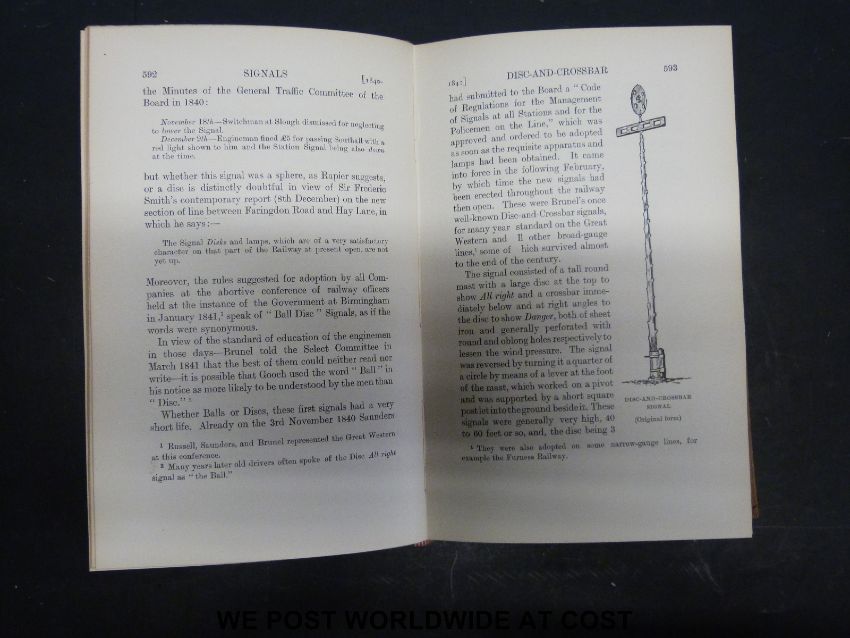 592 SIGNALS [1840-
the Minutes of the General Traffic Committee of the
Board in 1840:
November 18th—Switchman at Slough dismissed for neglecting
to lower the Signal.
December 9th—Engineman fined £5 for passing Southall with a
red light shown to him and the Station Signal being also down
at the time.
but whether this signal was a sphere, as Rapier suggests,
or a disc is distinctly doubtful in view of Sir Frederic
Smith's contemporary report (8th December) on the new
section of line between Faringdon Road and Hay Lane, in
which he says:—
The Signal Disks and lamps, which are of a very satisfactory
character on that part of the Railway at present open, are not
yet up.
Moreover, the rules suggested for adoption by all Com-
panies at the abortive conference of railway officers
held at the instance of the Government at Birmingham
in January 1841,¹ speak of "Ball Disc" Signals, as if the
words were synonymous.
In view of the standard of education of the enginemen
in those days—Brunel told the Select Committee in
March 1841 that the best of them could neither read nor
write—it is possible that Gooch used the word "Ball" in
his notice as more likely to be understood by the men than
"Disc." ²
Whether Balls or Discs, these first signals had a very
short life. Already on the 3rd November 1840 Saunders
¹ Russell, Saunders, and Brunel represented the Great Western
at this conference.
² Many years later old drivers often spoke of the Disc All right
signal as "the Ball."
DISC-AND-CROSSBAR 593
had submitted to the Board a "Code
of Regulations for the Management
of Signals at all Stations and for the
Policemen on the Line," which was
approved and ordered to be adopted
as soon as the requisite apparatus and
lamps had been obtained. It came
into force in the following February,
by which time the new signals had
been erected throughout the railway
then open. These were Brunel's once
well-known Disc-and-Crossbar signals,
for many year standard on the Great
Western and ll other broad-gauge
lines,¹ some of hich survived almost
to the end of the century.
The signal consisted of a tall round
mast with a large disc at the top to
show All right and a crossbar imme-
diately below and at right angles to
the disc to show Danger, both of sheet
iron and generally perforated with
round and oblong holes respectively to
lessen the wind pressure. The signal
was reversed by turning it a quarter of
a circle by means of a lever at the foot
of the mast, which worked on a pivot
and was supported by a short square
post let into the ground beside it. These
signals were generally very high, 40
to 60 feet or so, and, the disc being 3
DISC-AND-CROSSBAR
SIGNAL
(Original form)
¹ They were also adopted on some narrow-gauge lines, for
example the Furness Railway.
WE POST WORLDWIDE AT COST